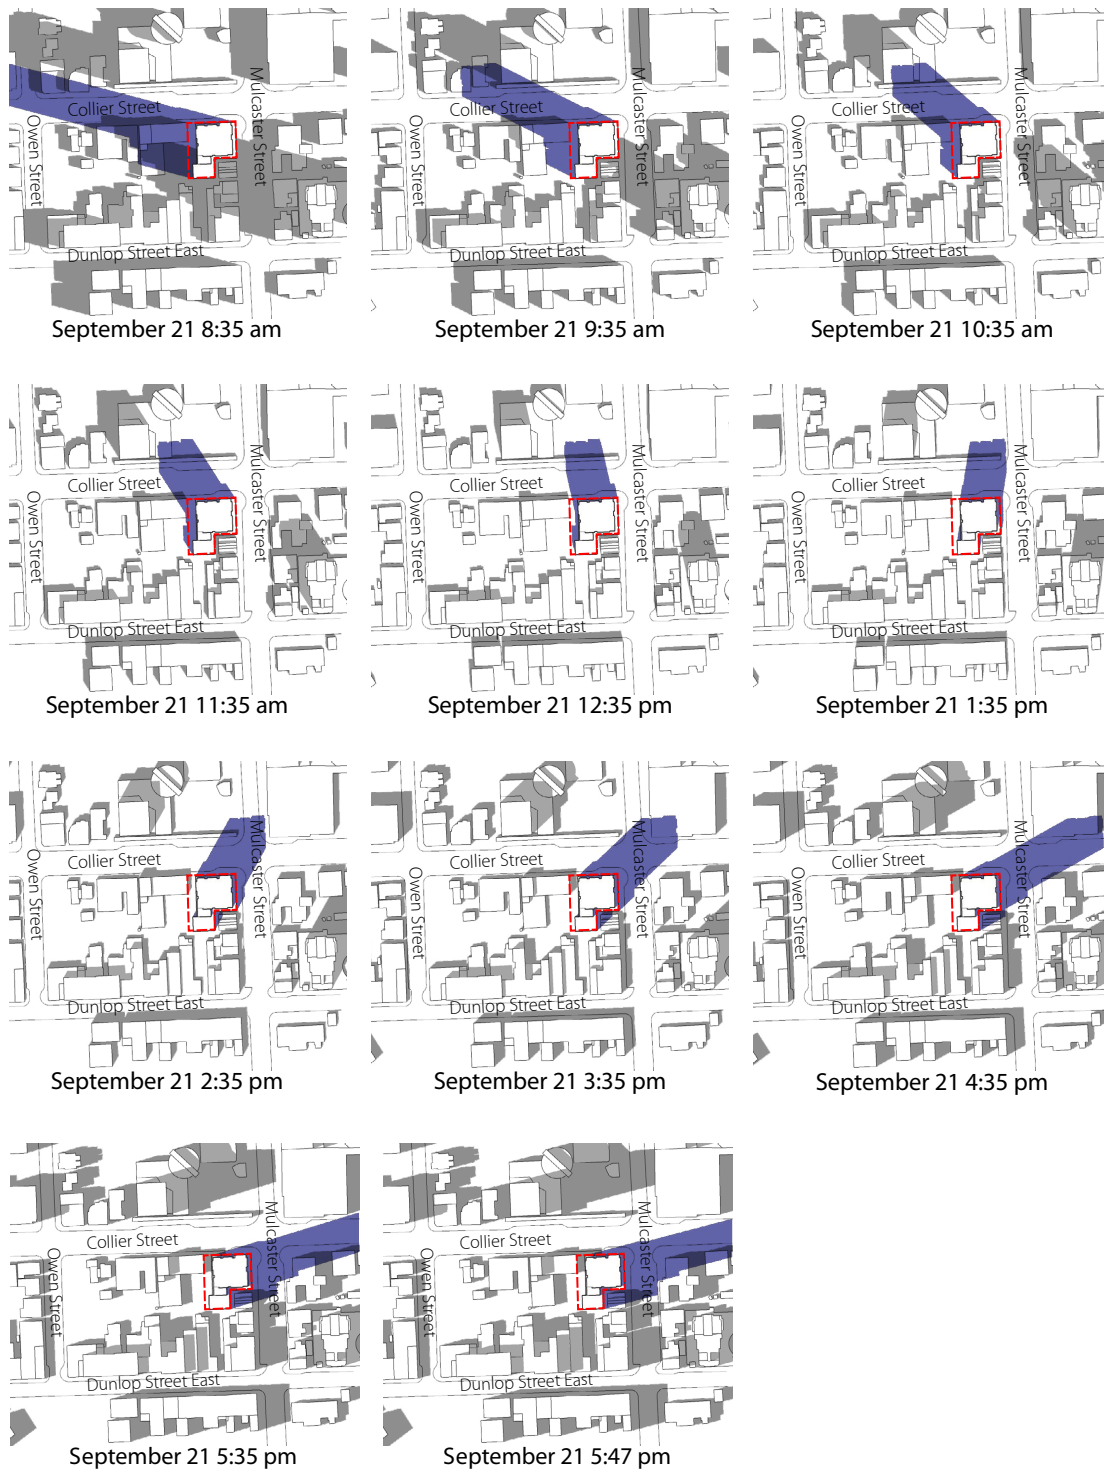 Collier Street
Mulcaster Street
Owen Street
Dunlop Street East
September 21 8:35 am
Collier Street
Mulcaster Street
Owen Street
Dunlop Street East
September 21 9:35 am
Collier Street
Mulcaster Street
Owen Street
Dunlop Street East
September 21 10:35 am
Collier Street
Mulcaster Street
Owen Street
Dunlop Street East
September 21 11:35 am
Collier Street
Mulcaster Street
Owen Street
Dunlop Street East
September 21 12:35 pm
Collier Street
Mulcaster Street
Owen Street
Dunlop Street East
September 21 1:35 pm
Collier Street
Mulcaster Street
Owen Street
Dunlop Street East
September 21 2:35 pm
Collier Street
Mulcaster Street
Owen Street
Dunlop Street East
September 21 3:35 pm
Collier Street
Mulcaster Street
Owen Street
Dunlop Street East
September 21 4:35 pm
Collier Street
Mulcaster Street
Owen Street
Dunlop Street East
September 21 5:35 pm
Collier Street
Mulcaster Street
Owen Street
Dunlop Street East
September 21 5:47 pm